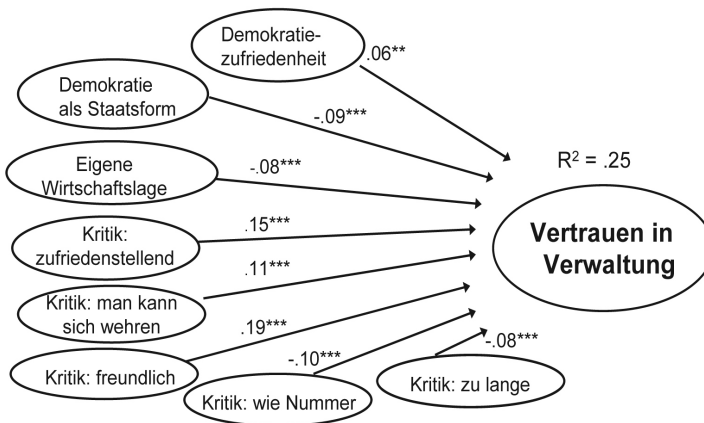 Demokratie-
zufriedenheit
.06**
Demokratie
als Staatsform
-.09***
R² = .25
Eigene
Wirtschaftslage
-.08***
Kritik:
zufriedenstellend
.15***
Vertrauen in
Verwaltung
Kritik: man kann
sich wehren
.11***
Kritik: freundlich
.19***
Kritik: wie Nummer
-.10***
Kritik: zu lange
-.08***